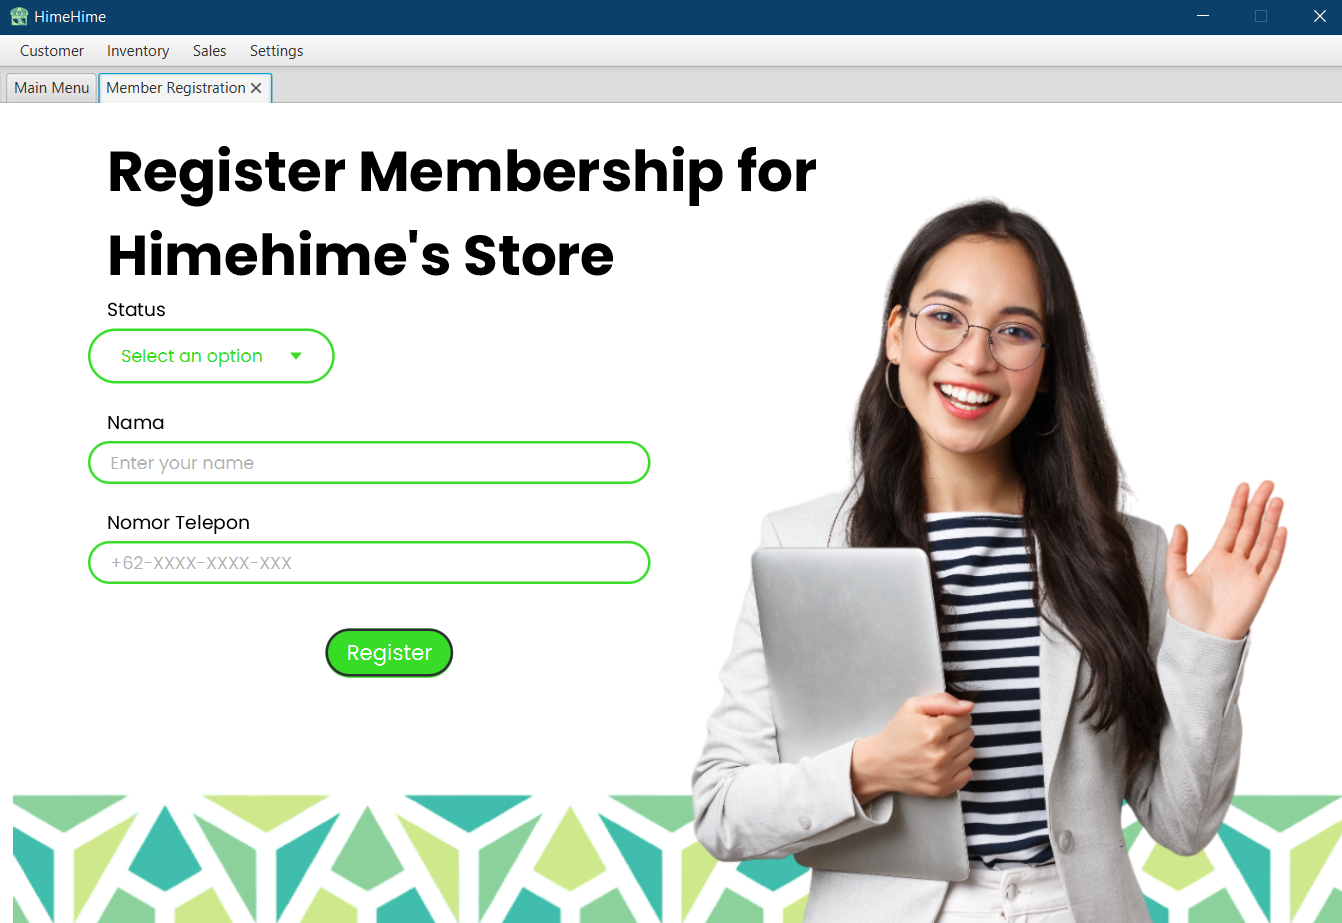 HimeHime
Customer Inventory Sales Settings
Main Menu Member Registration
Register Membership for
Himehime's Store
Status
Select an option
Nama
Enter your name
Nomor Telepon
+62-XXXX-XXXX-XXX
Register